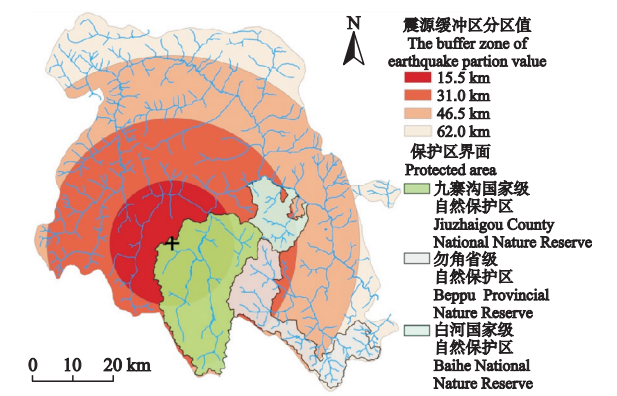 N
震源缓冲区分区值
The buffer zone of
earthquake partion value
15.5 km
31.0 km
46.5 km
62.0 km
保护区界面
Protected area
九寨沟国家级
自然保护区
Jiuzhaigou County
National Nature Reserve
勿角省级
自然保护区
Beppu Provincial
Nature Reserve
白河国家级
自然保护区
Baihe National
Nature Reserve
0 10 20 km